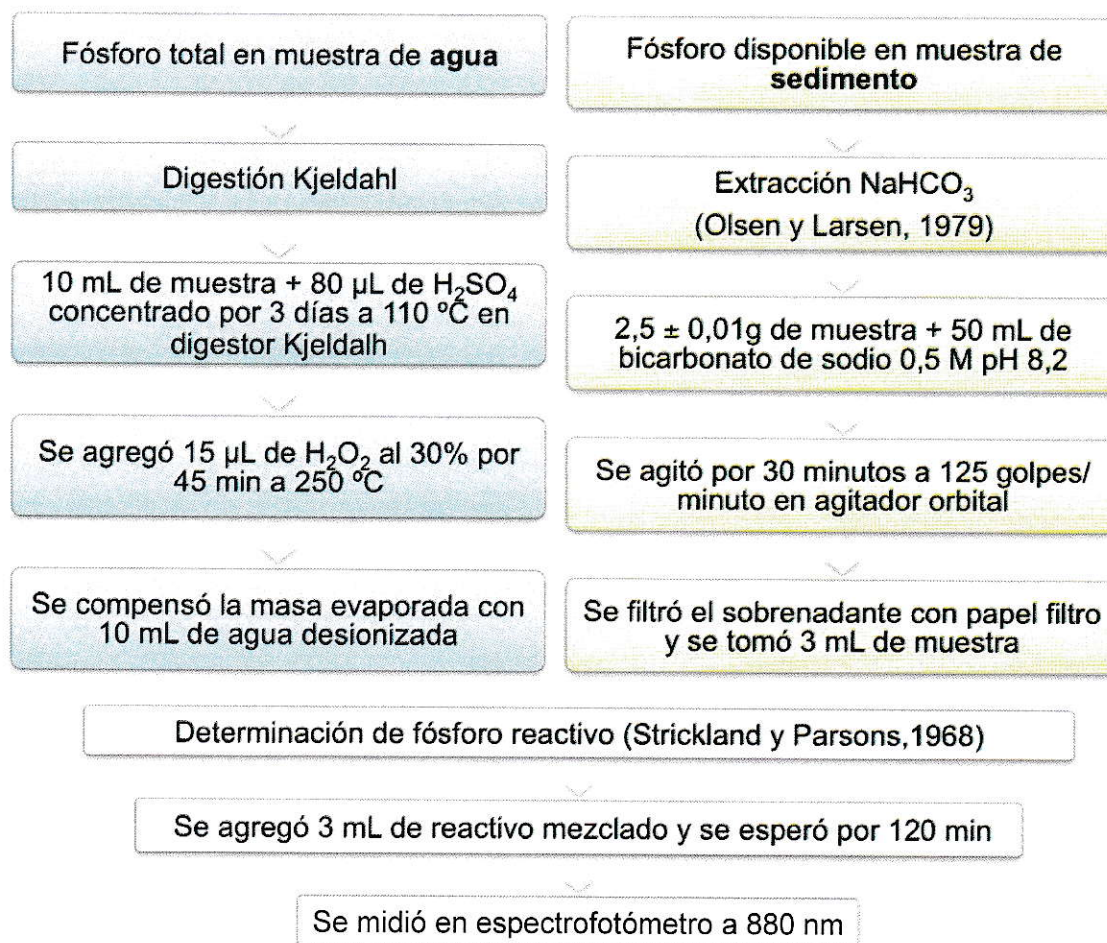 Fósforo total en muestra de agua
Digestión Kjeldahl
10 mL de muestra + 80 µL de H₂SO₄
concentrado por 3 días a 110 ºC en
digestor Kjeldalh
Se agregó 15 µL de H₂O₂ al 30% por
45 min a 250 ºC
Se compensó la masa evaporada con
10 mL de agua desionizada
Fósforo disponible en muestra de
sedimento
Extracción NaHCO₃
(Olsen y Larsen, 1979)
2,5 ± 0,01g de muestra + 50 mL de
bicarbonato de sodio 0,5 M pH 8,2
Se agitó por 30 minutos a 125 golpes/
minuto en agitador orbital
Se filtró el sobrenadante con papel filtro
y se tomó 3 mL de muestra
Determinación de fósforo reactivo (Strickland y Parsons,1968)
Se agregó 3 mL de reactivo mezclado y se esperó por 120 min
Se midió en espectrofotómetro a 880 nm